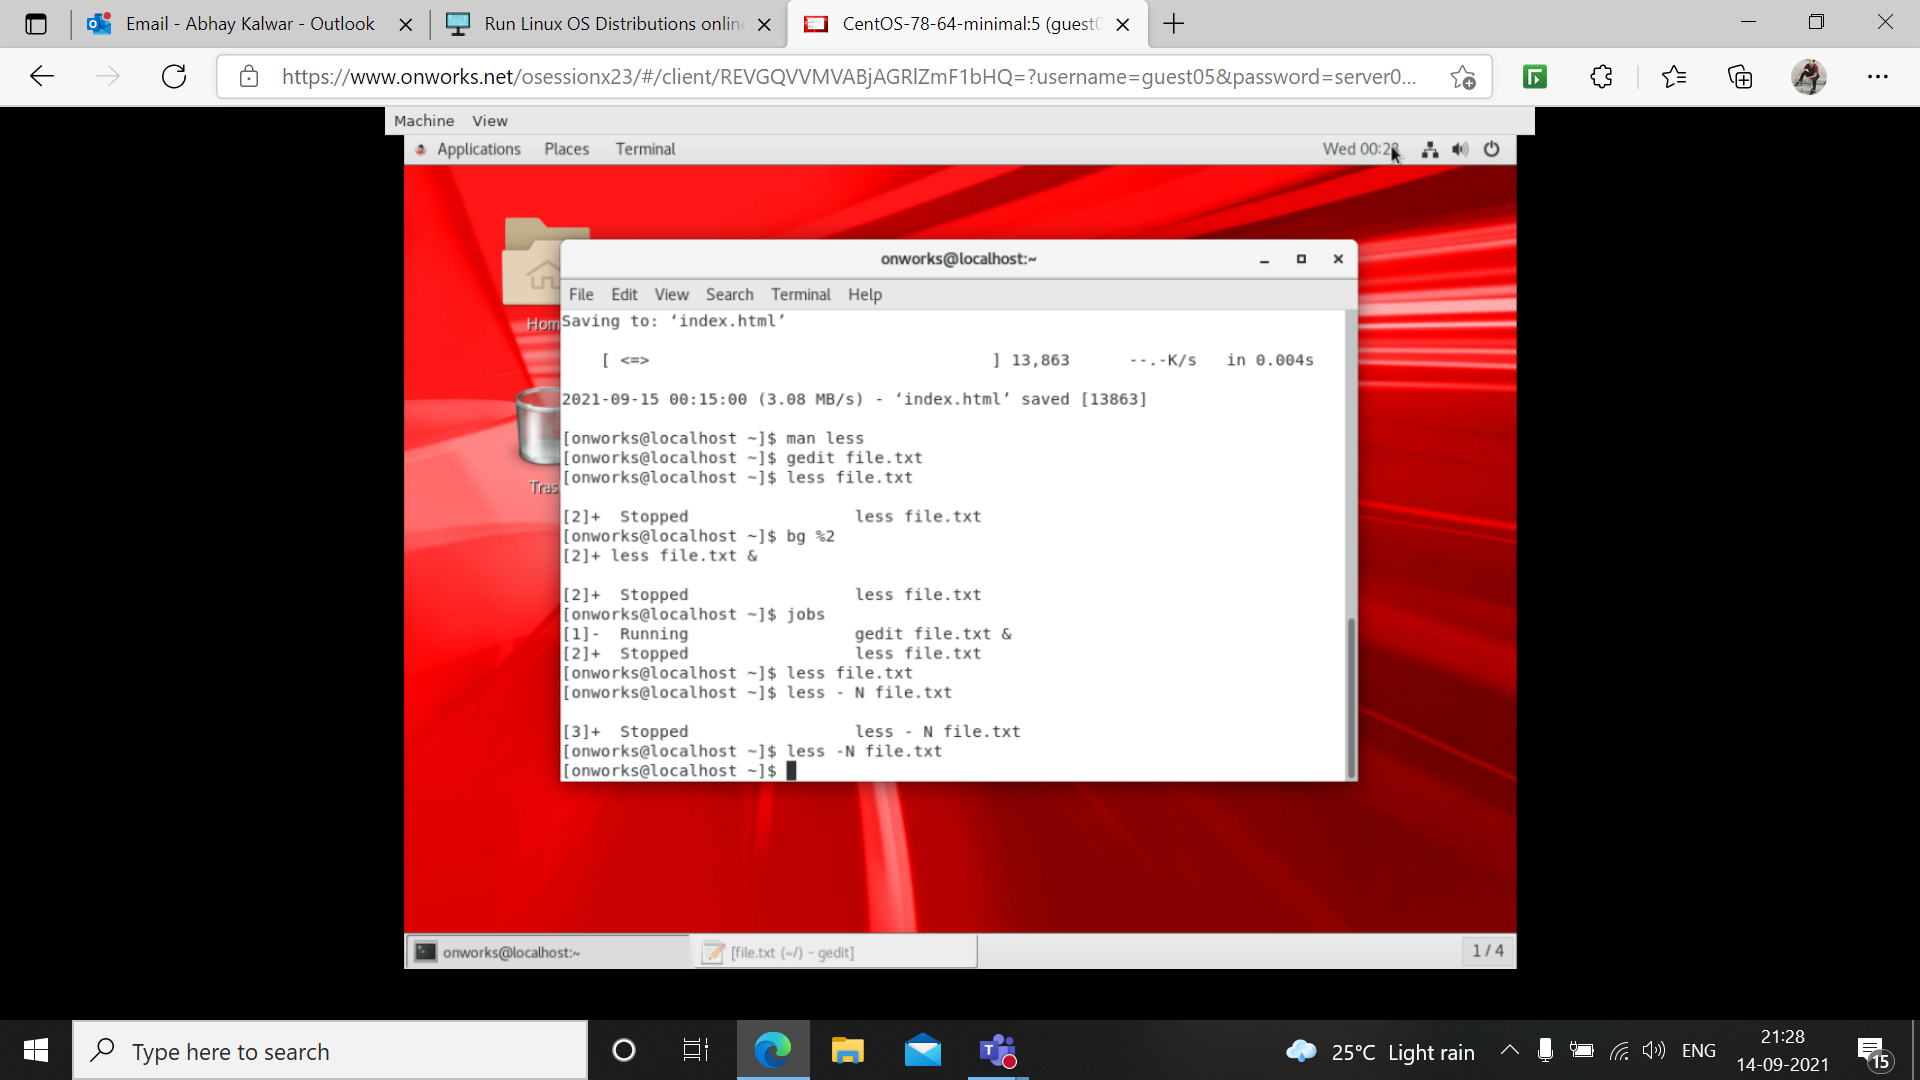 Email - Abhay Kalwar - Outlook
Run Linux OS Distributions onlin
CentOS-78-64-minimal:5 (guest0
https://www.onworks.net/osessionx23/#/client/REVGQVVMVABjAGRlZmF1bHQ=?username=guest05&password=server0...
Machine View
Applications Places Terminal
Wed 00:28
Home
Tras
onworks@localhost:~
File Edit View Search Terminal Help
Saving to: ‘index.html’
[ <=> ] 13,863 --.-K/s in 0.004s
2021-09-15 00:15:00 (3.08 MB/s) - ‘index.html’ saved [13863]
[onworks@localhost ~]$ man less
[onworks@localhost ~]$ gedit file.txt
[onworks@localhost ~]$ less file.txt
[2]+ Stopped less file.txt
[onworks@localhost ~]$ bg %2
[2]+ less file.txt &
[2]+ Stopped less file.txt
[onworks@localhost ~]$ jobs
[1]- Running gedit file.txt &
[2]+ Stopped less file.txt
[onworks@localhost ~]$ less file.txt
[onworks@localhost ~]$ less - N file.txt
[3]+ Stopped less - N file.txt
[onworks@localhost ~]$ less -N file.txt
[onworks@localhost ~]$
onworks@localhost:~
[file.txt (~/) - gedit]
1 / 4
Type here to search
25°C Light rain
ENG
21:28
14-09-2021
15